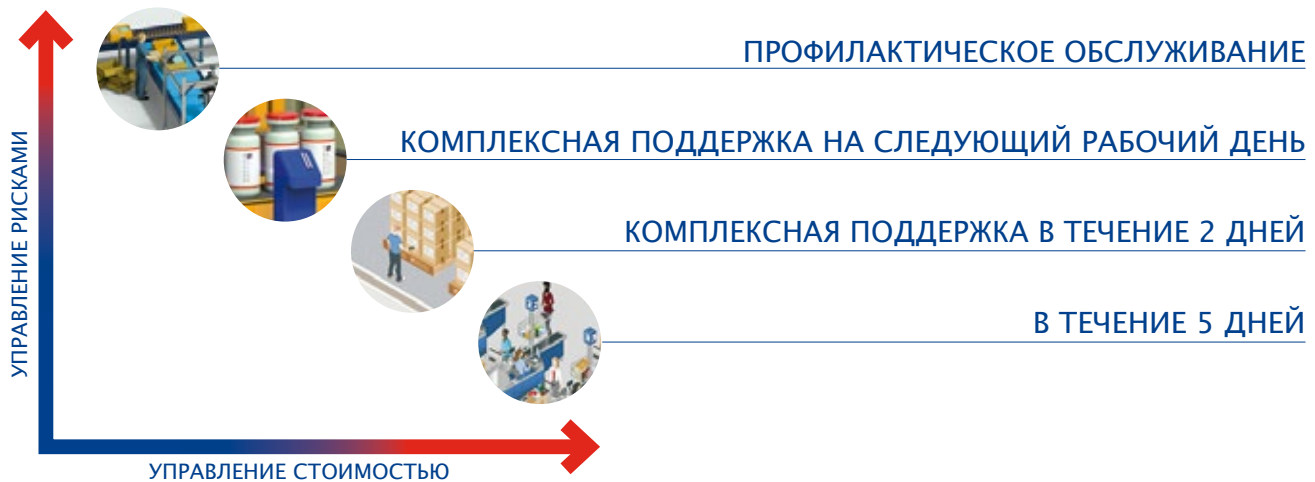 ПРОФИЛАКТИЧЕСКОЕ ОБСЛУЖИВАНИЕ
КОМПЛЕКСНАЯ ПОДДЕРЖКА НА СЛЕДУЮЩИЙ РАБОЧИЙ ДЕНЬ
КОМПЛЕКСНАЯ ПОДДЕРЖКА В ТЕЧЕНИЕ 2 ДНЕЙ
В ТЕЧЕНИЕ 5 ДНЕЙ
УПРАВЛЕНИЕ РИСКАМИ
УПРАВЛЕНИЕ СТОИМОСТЬЮ